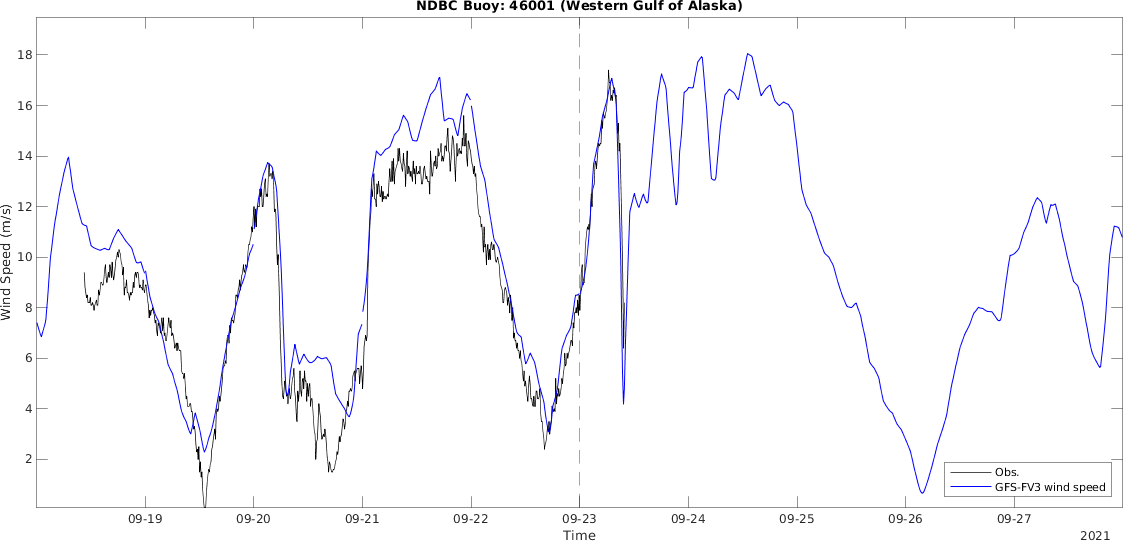 NDBC Buoy: 46001 (Western Gulf of Alaska)
18
16
14
12
10
8
6
4
2
Wind Speed (m/s)
Obs.
GFS-FV3 wind speed
09-19 09-20 09-21 09-22 09-23 09-24 09-25 09-26 09-27
Time
2021